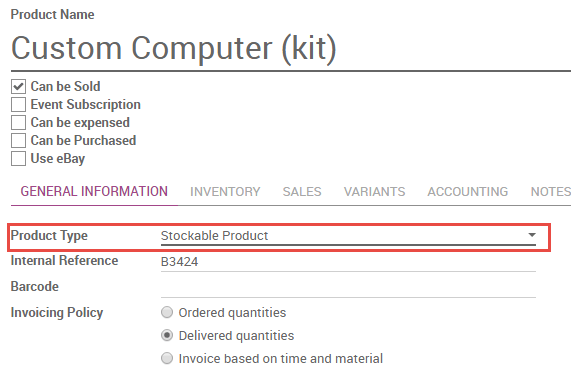 Product Name
Custom Computer (kit)
Can be Sold
Event Subscription
Can be expensed
Can be Purchased
Use eBay
GENERAL INFORMATION INVENTORY SALES VARIANTS ACCOUNTING NOTES
Product Type Stockable Product
Internal Reference B3424
Barcode
Invoicing Policy Ordered quantities
Delivered quantities
Invoice based on time and material